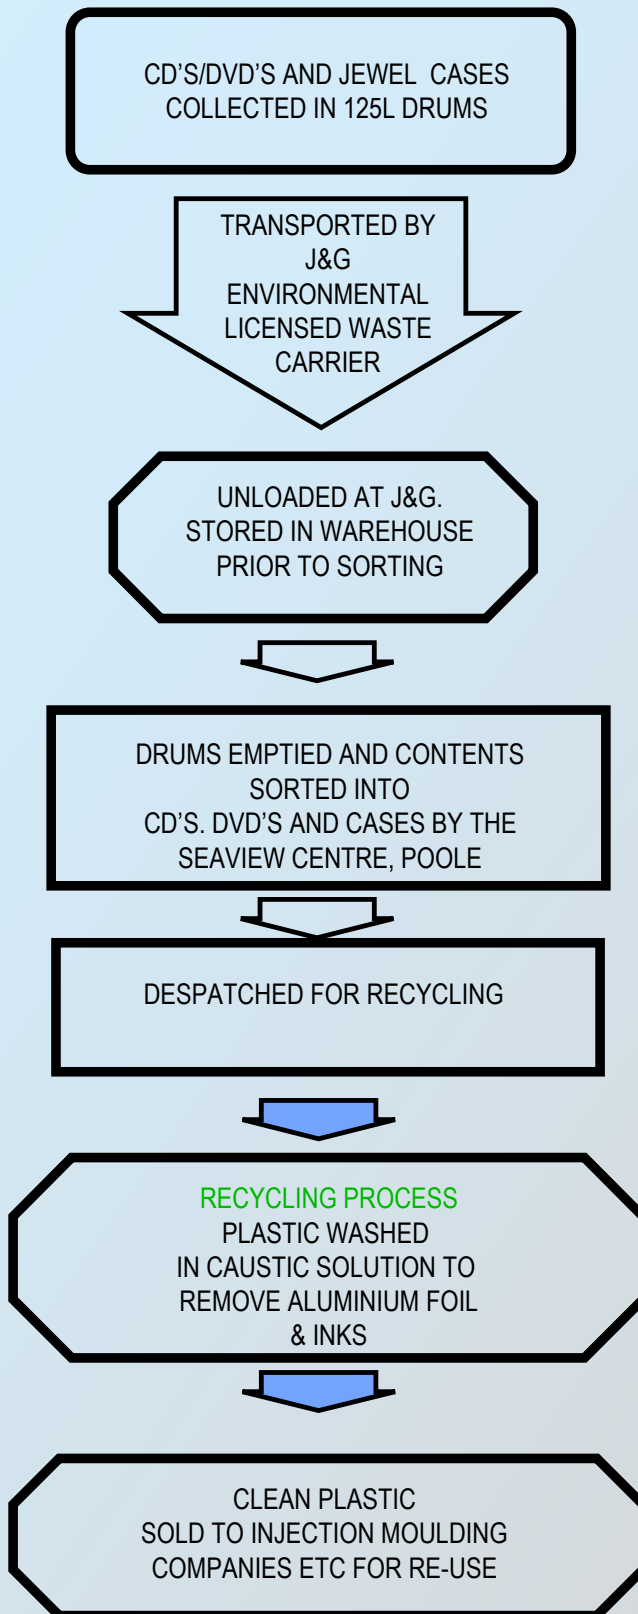 CD'S/DVD'S AND JEWEL CASES
COLLECTED IN 125L DRUMS
TRANSPORTED BY
J&G
ENVIRONMENTAL
LICENSED WASTE
CARRIER
UNLOADED AT J&G.
STORED IN WAREHOUSE
PRIOR TO SORTING
DRUMS EMPTIED AND CONTENTS
SORTED INTO
CD'S. DVD'S AND CASES BY THE
SEAVIEW CENTRE, POOLE
DESPATCHED FOR RECYCLING
RECYCLING PROCESS
PLASTIC WASHED
IN CAUSTIC SOLUTION TO
REMOVE ALUMINIUM FOIL
& INKS
CLEAN PLASTIC
SOLD TO INJECTION MOULDING
COMPANIES ETC FOR RE-USE